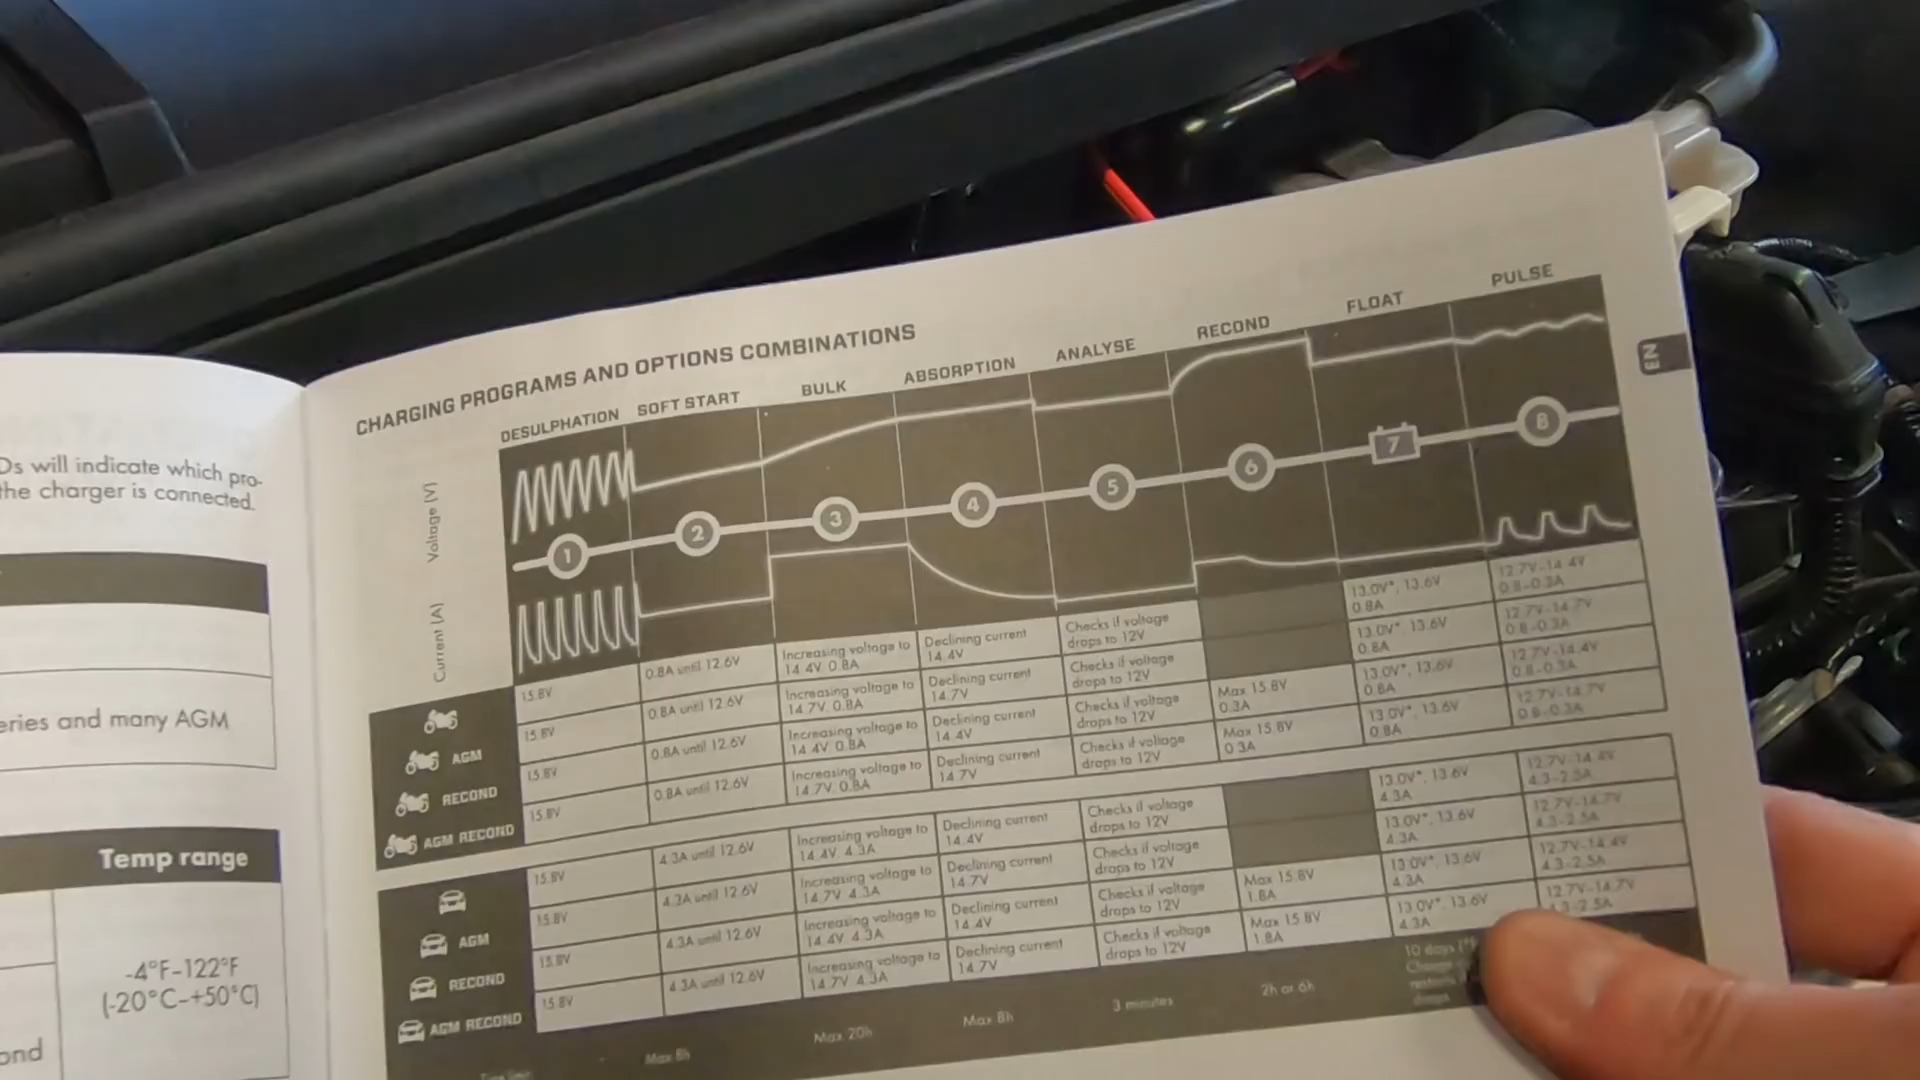 Ds will indicate which pro-
the charger is connected.
eries and many AGM
Temp range
-4°F–122°F
(-20°C–+50°C)
ond
CHARGING PROGRAMS AND OPTIONS COMBINATIONS
EN
DESULPHATION SOFT START BULK ABSORPTION ANALYSE RECOND FLOAT PULSE
Voltage (V)
Current (A)
1 2 3 4 5 6 7 8
15.8V
0.8A until 12.6V
Increasing voltage to
14.4V 0.8A
Declining current
14.4V
Checks if voltage
drops to 12V
13.0V*, 13.6V
0.8A
12.7V–14.4V
0.8–0.3A
AGM
15.8V
0.8A until 12.6V
Increasing voltage to
14.7V 0.8A
Declining current
14.7V
Checks if voltage
drops to 12V
13.0V*, 13.6V
0.8A
12.7V–14.7V
0.8–0.3A
RECOND
15.8V
0.8A until 12.6V
Increasing voltage to
14.4V 0.8A
Declining current
14.4V
Checks if voltage
drops to 12V
Max 15.8V
0.3A
13.0V*, 13.6V
0.8A
12.7V–14.4V
0.8–0.3A
AGM RECOND
15.8V
0.8A until 12.6V
Increasing voltage to
14.7V 0.8A
Declining current
14.7V
Checks if voltage
drops to 12V
Max 15.8V
0.3A
13.0V*, 13.6V
0.8A
12.7V–14.7V
0.8–0.3A
15.8V
4.3A until 12.6V
Increasing voltage to
14.4V 4.3A
Declining current
14.4V
Checks if voltage
drops to 12V
13.0V*, 13.6V
4.3A
12.7V–14.4V
4.3–2.5A
AGM
15.8V
4.3A until 12.6V
Increasing voltage to
14.7V 4.3A
Declining current
14.7V
Checks if voltage
drops to 12V
13.0V*, 13.6V
4.3A
12.7V–14.7V
4.3–2.5A
RECOND
15.8V
4.3A until 12.6V
Increasing voltage to
14.4V 4.3A
Declining current
14.4V
Checks if voltage
drops to 12V
Max 15.8V
1.8A
13.0V*, 13.6V
4.3A
12.7V–14.4V
4.3–2.5A
AGM RECOND
15.8V
4.3A until 12.6V
Increasing voltage to
14.7V 4.3A
Declining current
14.7V
Checks if voltage
drops to 12V
Max 15.8V
1.8A
13.0V*, 13.6V
4.3A
12.7V–14.7V
4.3–2.5A
Time limit
-
Max 8h
Max 20h
Max 8h
3 minutes
2h or 6h
10 days
Charge
drops